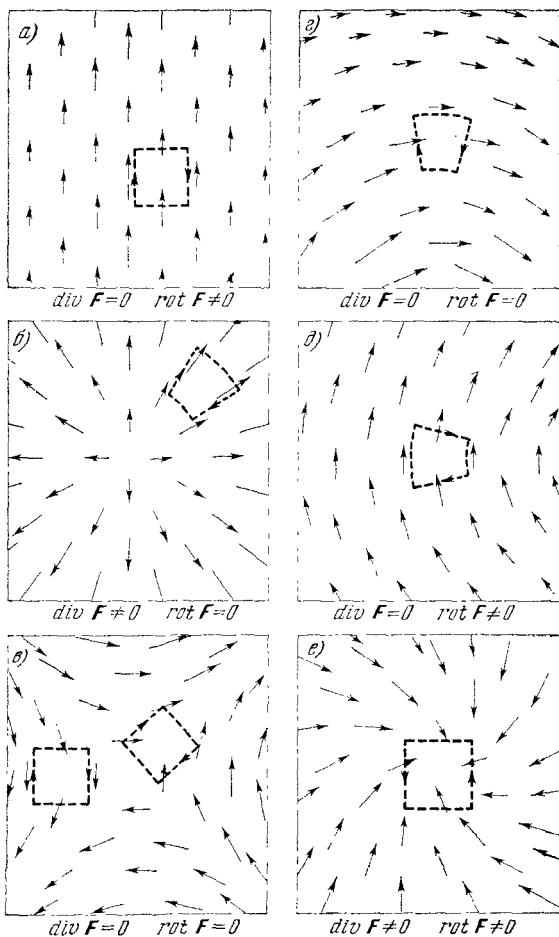 а)
г)
div F=0 rot F≠0
div F=0 rot F=0
б)
д)
div F≠0 rot F=0
div F=0 rot F≠0
в)
е)
div F=0 rot F=0
div F≠0 rot F≠0